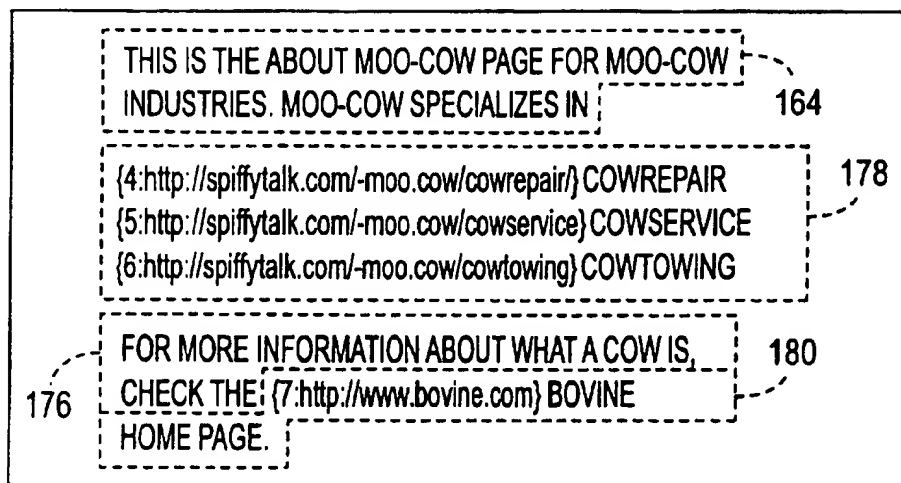 THIS IS THE ABOUT MOO-COW PAGE FOR MOO-COW
INDUSTRIES. MOO-COW SPECIALIZES IN
164
{4:http://spiffytalk.com/-moo.cow/cowrepair/} COWREPAIR
178
{5:http://spiffytalk.com/-moo.cow/cowservice} COWSERVICE
{6:http://spiffytalk.com/-moo.cow/cowtowing} COWTOWING
FOR MORE INFORMATION ABOUT WHAT A COW IS,
180
176
CHECK THE {7:http://www.bovine.com} BOVINE
HOME PAGE.